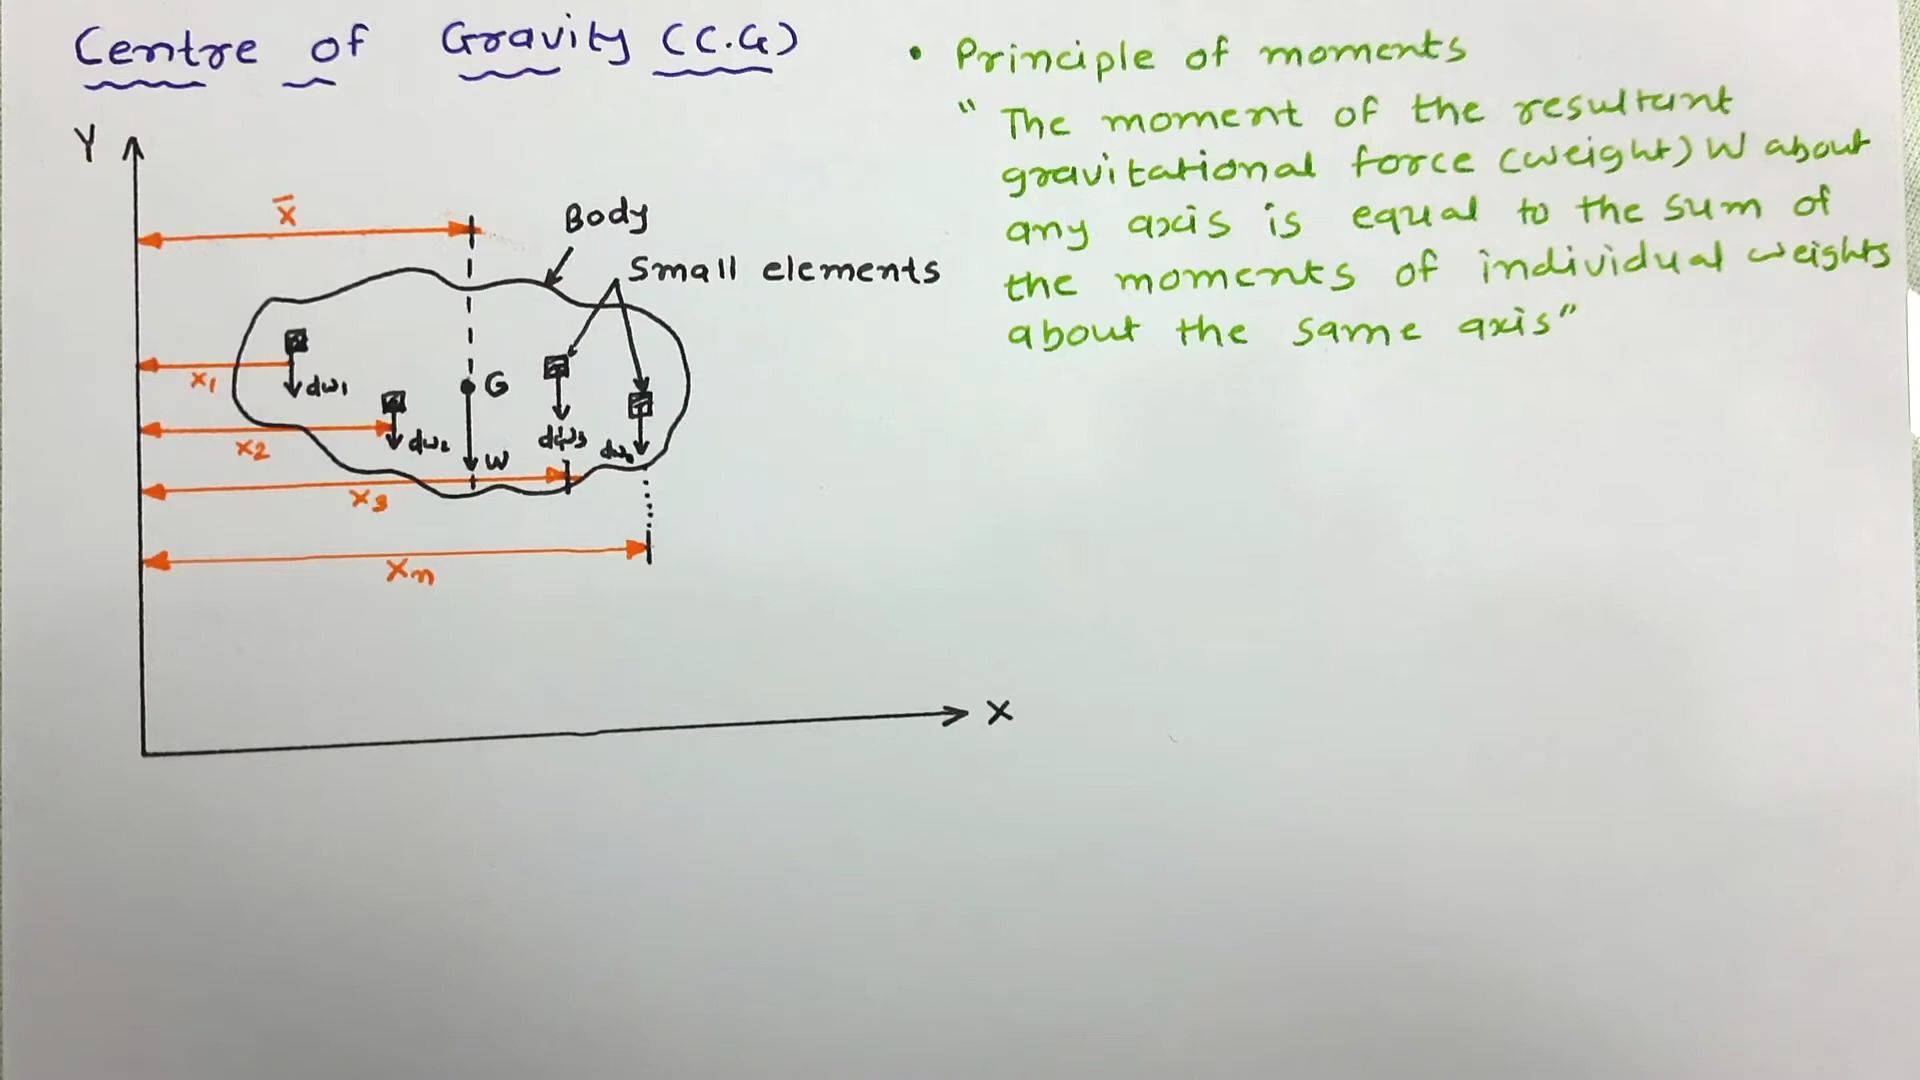 Centre of Gravity (C.G)
• Principle of moments
" The moment of the resultant
gravitational force (weight) W about
any axis is equal to the sum of
the moments of individual weights
about the same axis"
Y
x̄
Body
Small elements
x1
dw1
G
x2
dw2
W
dw3
dwn
x3
xn
X